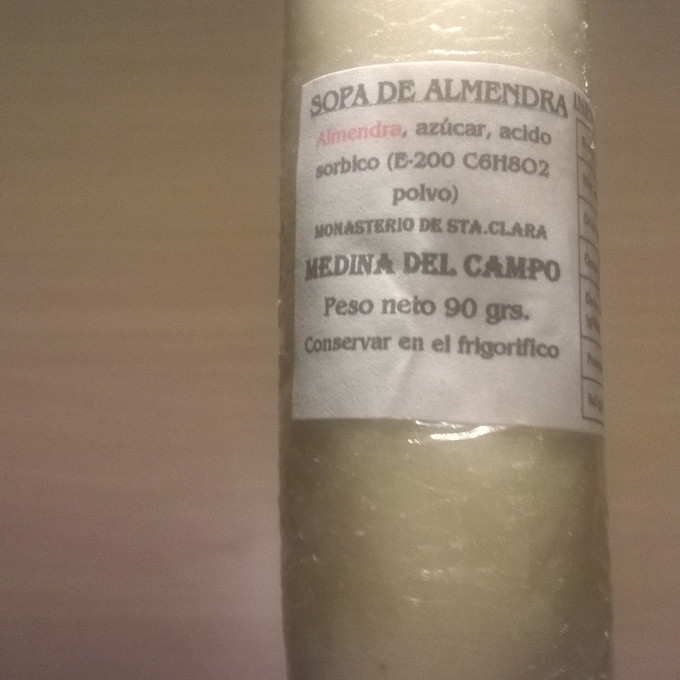 SOPA DE ALMENDRA
Almendra, azúcar, acido
sorbico (E-200 C6H8O2
polvo)
MONASTERIO DE STA.CLARA
MEDINA DEL CAMPO
Peso neto 90 grs.
Conservar en el frigorifico